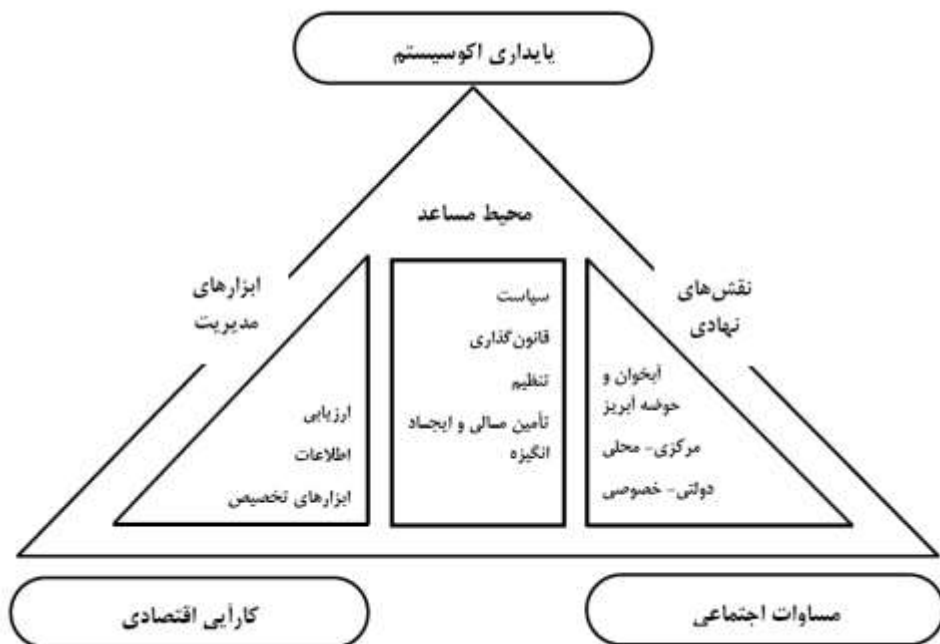 پایداری اکوسیستم
محیط مساعد
نقش‌های
نهادی
ابزارهای
مدیریت
آبخوان و
حوضه آبریز
مرکزی- محلی
دولتی- خصوصی
سیاست
قانون‌گذاری
تنظیم
تأمین مالی و ایجاد
انگیزه
ارزیابی
اطلاعات
ابزارهای تخصیص
مساوات اجتماعی
کارآیی اقتصادی